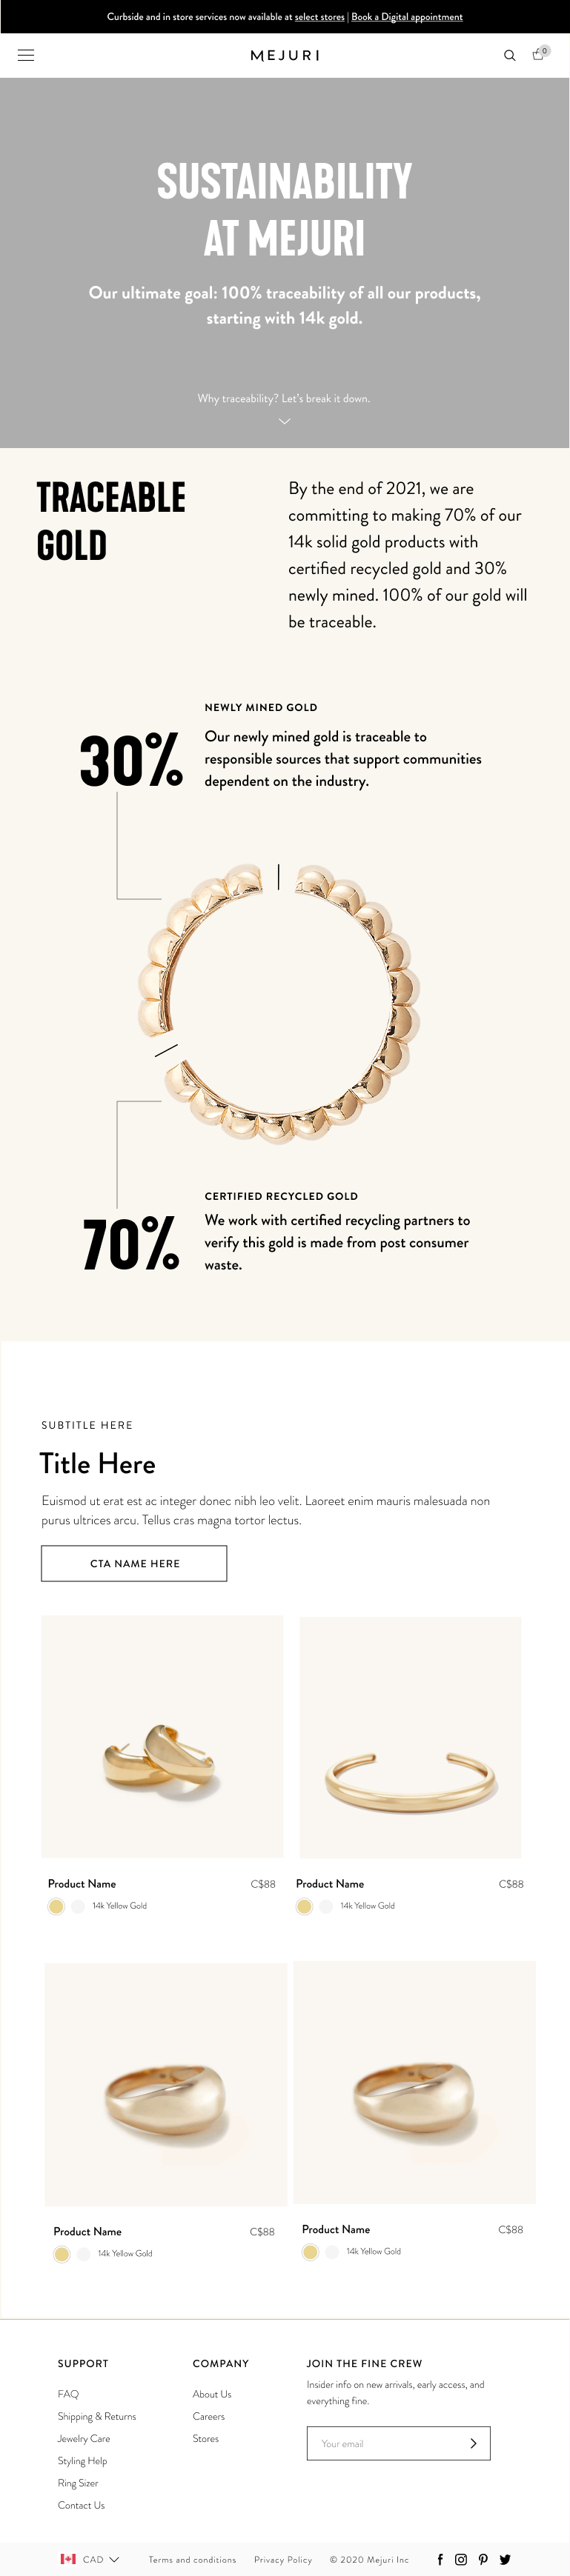 Curbside and in store services now available at select stores | Book a Digital appointment
MEJURI
0
SUSTAINABILITY
AT MEJURI
Our ultimate goal: 100% traceability of all our products,
starting with 14k gold.
Why traceability? Let's break it down.
TRACEABLE
GOLD
By the end of 2021, we are
committing to making 70% of our
14k solid gold products with
certified recycled gold and 30%
newly mined. 100% of our gold will
be traceable.
NEWLY MINED GOLD
30%
Our newly mined gold is traceable to
responsible sources that support communities
dependent on the industry.
CERTIFIED RECYCLED GOLD
70%
We work with certified recycling partners to
verify this gold is made from post consumer
waste.
SUBTITLE HERE
Title Here
Euismod ut erat est ac integer donec nibh leo velit. Laoreet enim mauris malesuada non
purus ultrices arcu. Tellus cras magna tortor lectus.
CTA NAME HERE
Product Name C$88
14k Yellow Gold
Product Name C$88
14k Yellow Gold
Product Name C$88
14k Yellow Gold
Product Name C$88
14k Yellow Gold
SUPPORT
FAQ
Shipping & Returns
Jewelry Care
Styling Help
Ring Sizer
Contact Us
COMPANY
About Us
Careers
Stores
JOIN THE FINE CREW
Insider info on new arrivals, early access, and
everything fine.
Your email
CAD
Terms and conditions
Privacy Policy
© 2020 Mejuri Inc